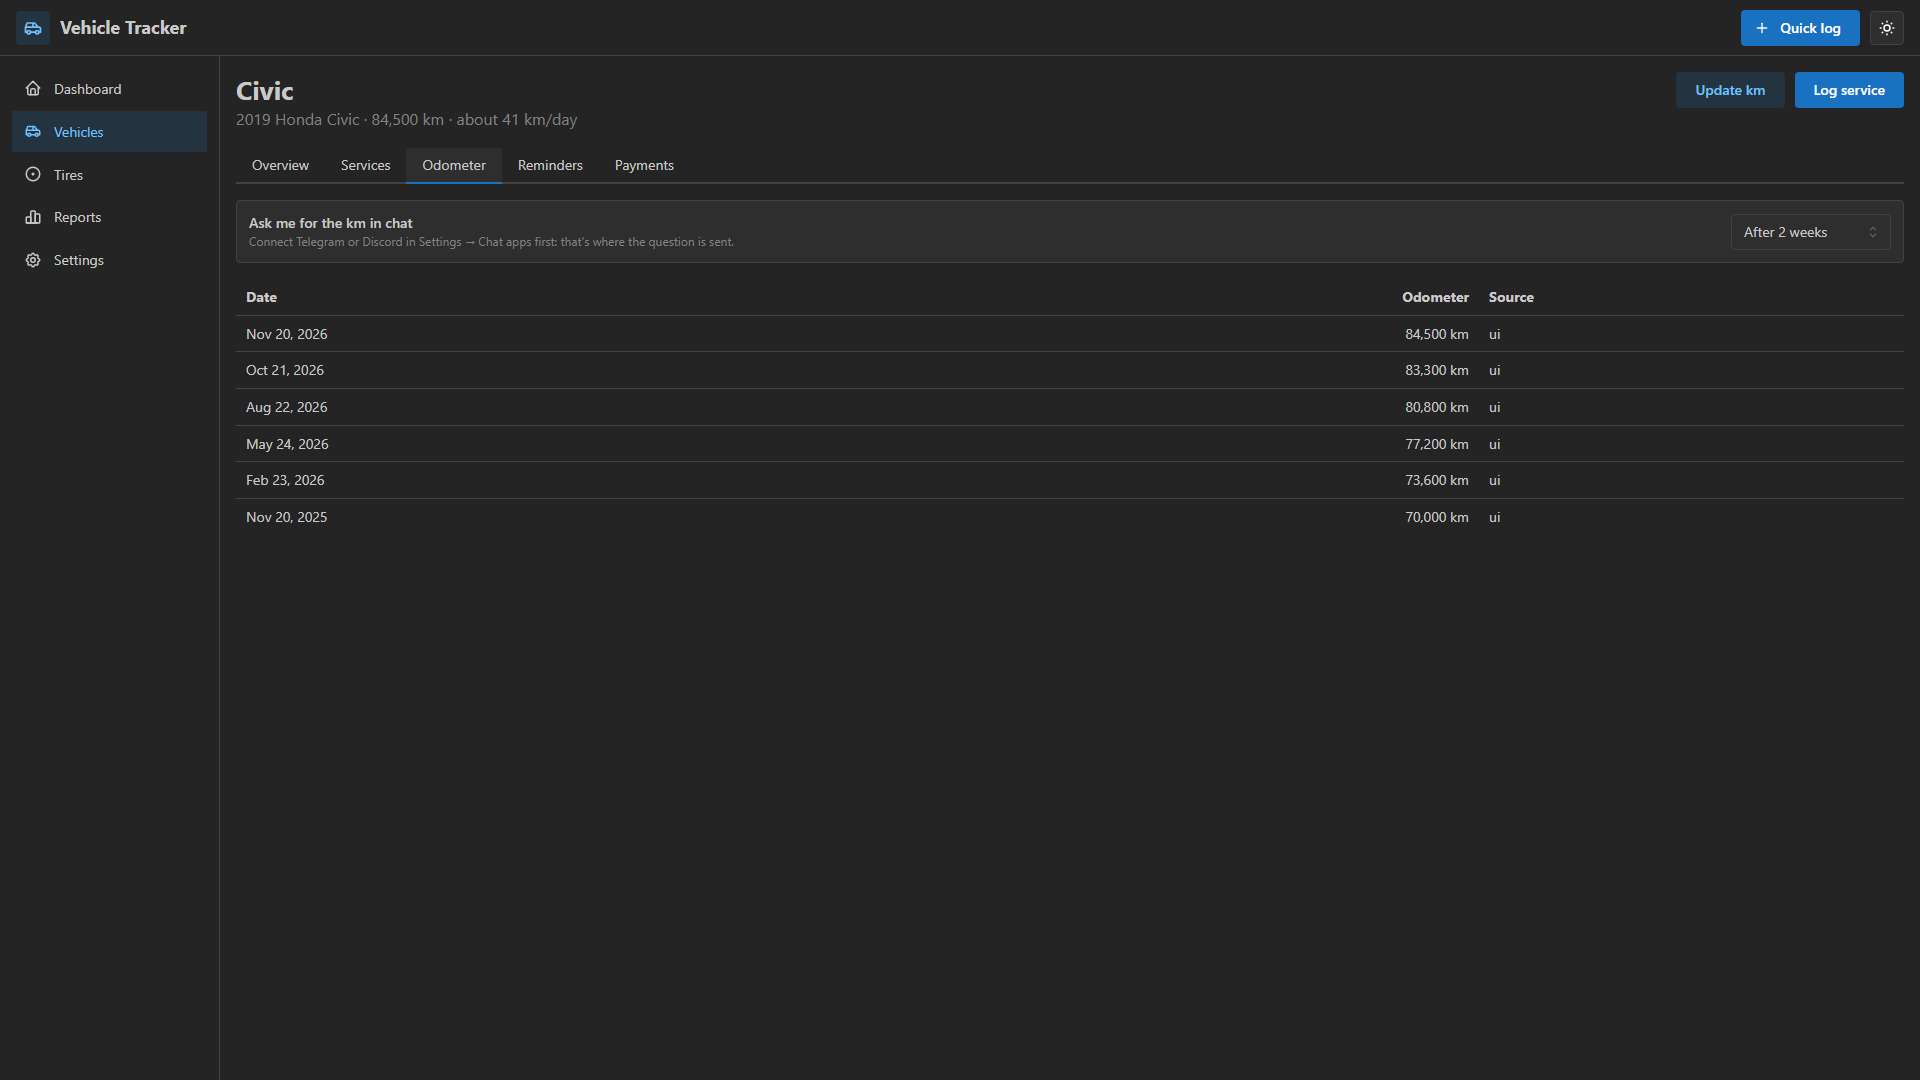 Vehicle Tracker
Quick log
Dashboard
Vehicles
Tires
Reports
Settings
Civic
2019 Honda Civic · 84,500 km · about 41 km/day
Update km
Log service
Overview Services Odometer Reminders Payments
Ask me for the km in chat
Connect Telegram or Discord in Settings → Chat apps first: that's where the question is sent.
After 2 weeks
Date Odometer Source
Nov 20, 2026 84,500 km ui
Oct 21, 2026 83,300 km ui
Aug 22, 2026 80,800 km ui
May 24, 2026 77,200 km ui
Feb 23, 2026 73,600 km ui
Nov 20, 2025 70,000 km ui